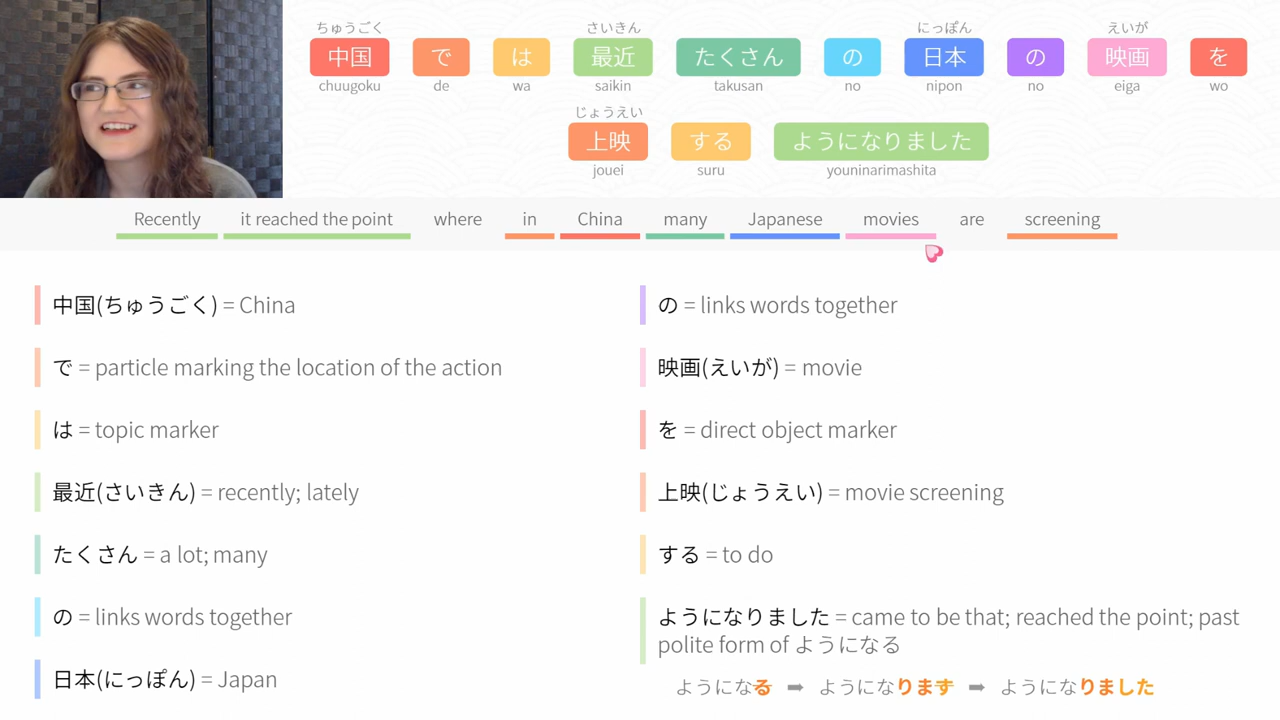 ちゅうごく さいきん にっぽん えいが
中国 で は 最近 たくさん の 日本 の 映画 を
chuugoku de wa saikin takusan no nipon no eiga wo
じょうえい
上映 する ようになりました
jouei suru youninarimashita
Recently it reached the point where in China many Japanese movies are screening
中国(ちゅうごく) = China
で = particle marking the location of the action
は = topic marker
最近(さいきん) = recently; lately
たくさん = a lot; many
の = links words together
日本(にっぽん) = Japan
の = links words together
映画(えいが) = movie
を = direct object marker
上映(じょうえい) = movie screening
する = to do
ようになりました = came to be that; reached the point; past
polite form of ようになる
ようになる ➡ ようになります ➡ ようになりました